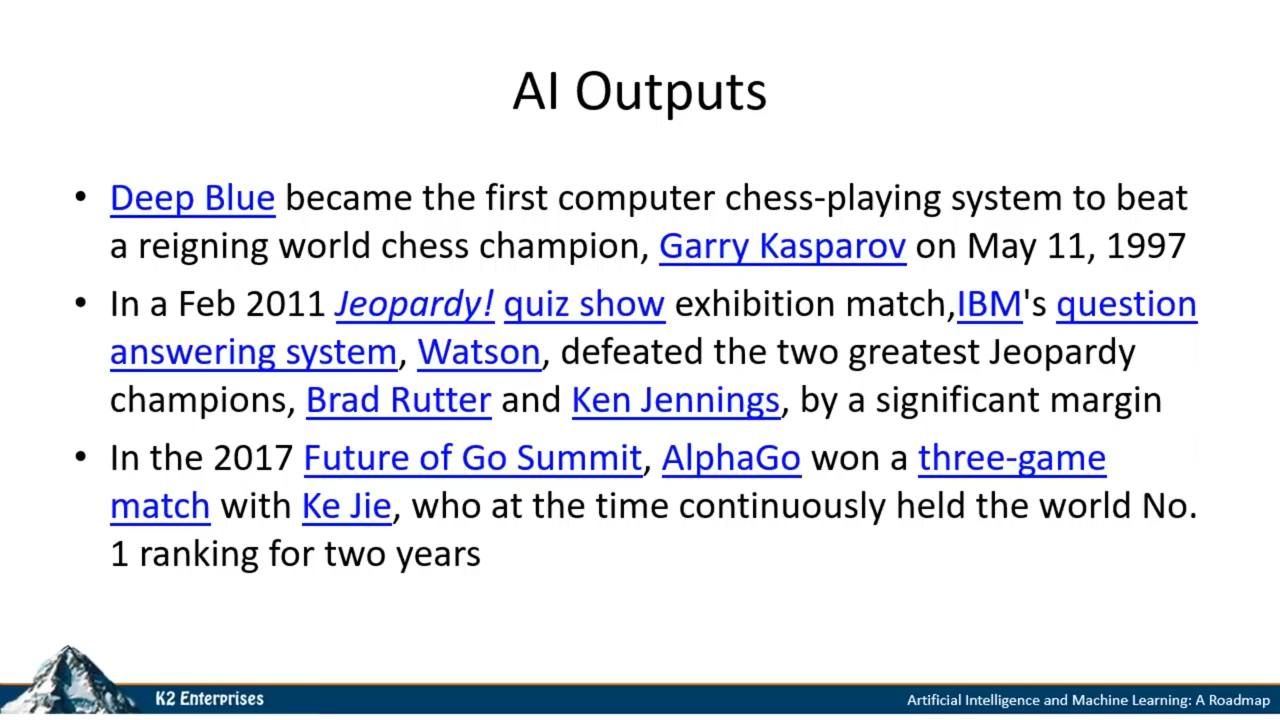 AI Outputs
• Deep Blue became the first computer chess-playing system to beat
a reigning world chess champion, Garry Kasparov on May 11, 1997
• In a Feb 2011 Jeopardy! quiz show exhibition match,IBM's question
answering system, Watson, defeated the two greatest Jeopardy
champions, Brad Rutter and Ken Jennings, by a significant margin
• In the 2017 Future of Go Summit, AlphaGo won a three-game
match with Ke Jie, who at the time continuously held the world No.
1 ranking for two years
K2 Enterprises
Artificial Intelligence and Machine Learning: A Roadmap